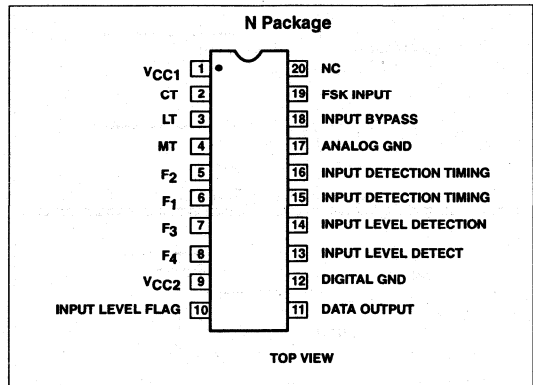 N Package
VCC1 1 20 NC
CT 2 19 FSK INPUT
LT 3 18 INPUT BYPASS
MT 4 17 ANALOG GND
F2 5 16 INPUT DETECTION TIMING
F1 6 15 INPUT DETECTION TIMING
F3 7 14 INPUT LEVEL DETECTION
F4 8 13 INPUT LEVEL DETECT
VCC2 9 12 DIGITAL GND
INPUT LEVEL FLAG 10 11 DATA OUTPUT
TOP VIEW